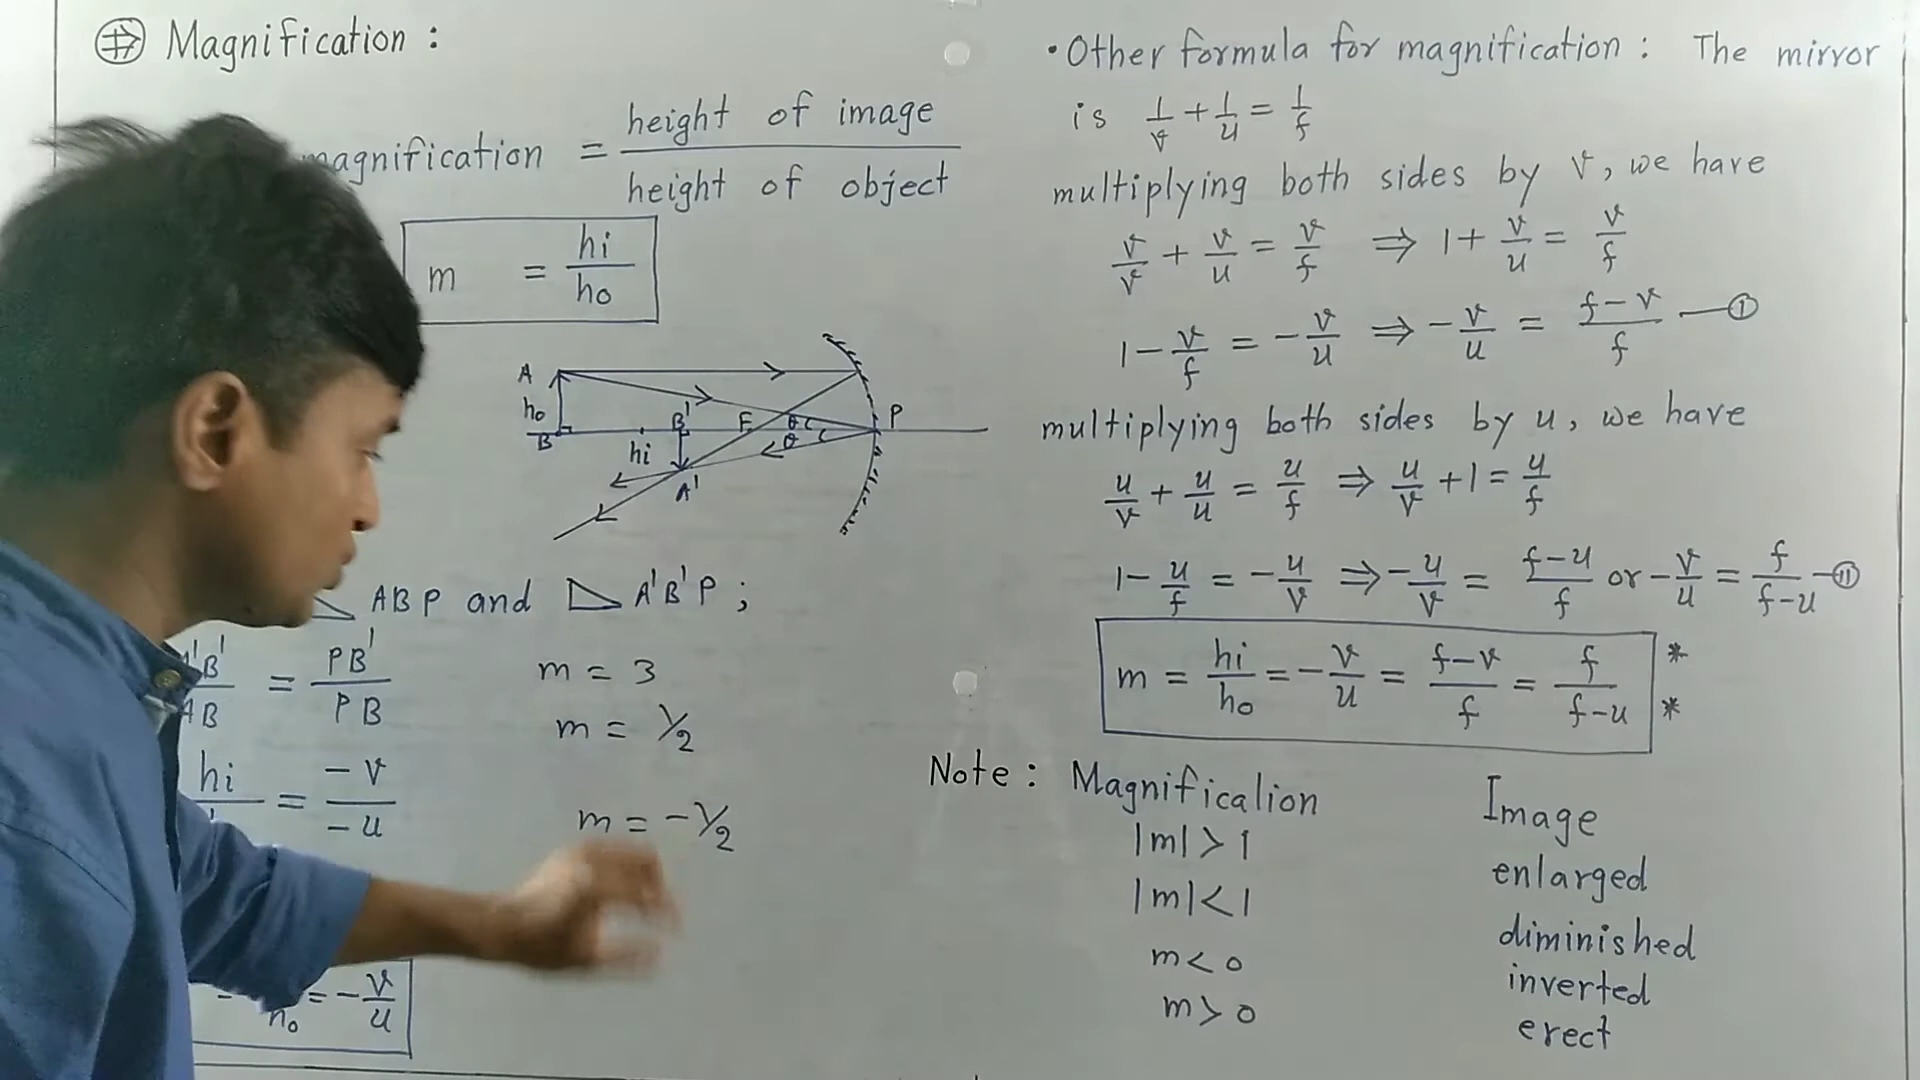 Magnification :
magnification = height of image / height of object
m = hi / ho
A
ho
B
hi
B'
A'
F
θ
θ
P
ABP and A'B'P ;
A'B' / AB = PB' / PB
hi / = -v / -u
ho = -v/u
m = 3
m = 1/2
m = -1/2
• Other formula for magnification : The mirror
is 1/v + 1/u = 1/f
multiplying both sides by v, we have
v/v + v/u = v/f ⇒ 1 + v/u = v/f
1 - v/f = -v/u ⇒ -v/u = f-v / f — ①
multiplying both sides by u, we have
u/v + u/u = u/f ⇒ u/v + 1 = u/f
1 - u/f = -u/v ⇒ -u/v = f-u / f or -v/u = f / f-u — ⑪
m = hi/ho = -v/u = f-v / f = f / f-u *
*
Note : Magnificalion Image
|m| > 1 enlarged
|m| < 1 diminished
m < 0 inverted
m > 0 erect